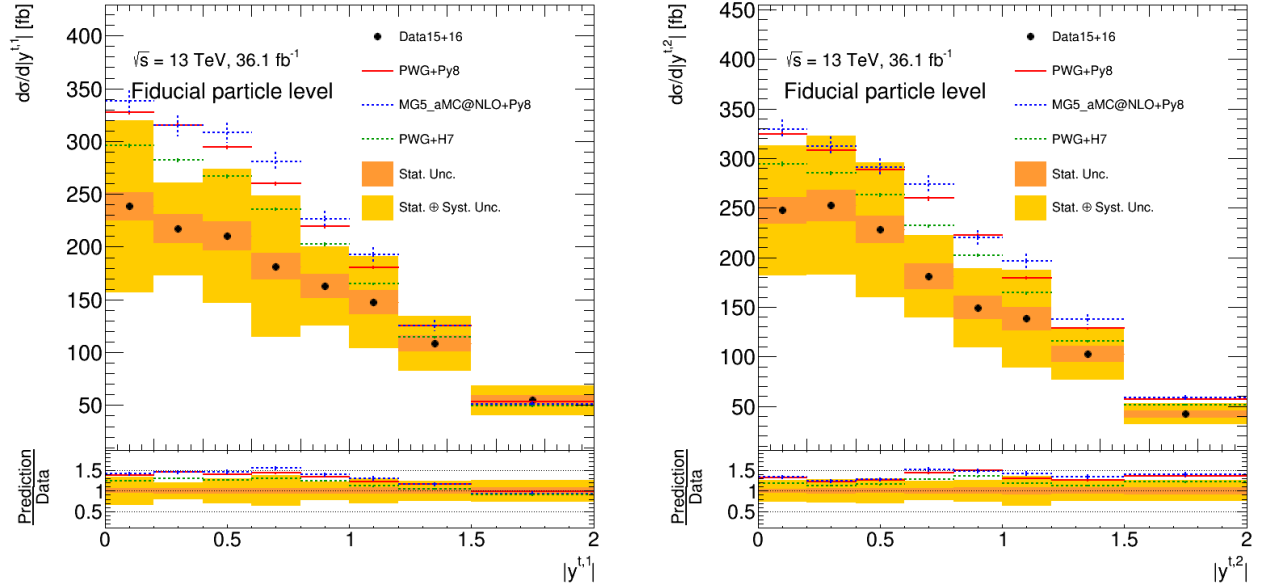 dσ/d|y^{t,1}| [fb]
400
350
300
250
200
150
100
50
√s = 13 TeV, 36.1 fb⁻¹
Fiducial particle level
Data15+16
PWG+Py8
MG5_aMC@NLO+Py8
PWG+H7
Stat. Unc.
Stat. ⊕ Syst. Unc.
Prediction
Data
1.5
1
0.5
0 0.5 1 1.5 2
|y^{t,1}|
dσ/d|y^{t,2}| [fb]
450
400
350
300
250
200
150
100
50
0
√s = 13 TeV, 36.1 fb⁻¹
Fiducial particle level
Data15+16
PWG+Py8
MG5_aMC@NLO+Py8
PWG+H7
Stat. Unc.
Stat. ⊕ Syst. Unc.
Prediction
Data
1.5
1
0.5
0 0.5 1 1.5 2
|y^{t,2}|